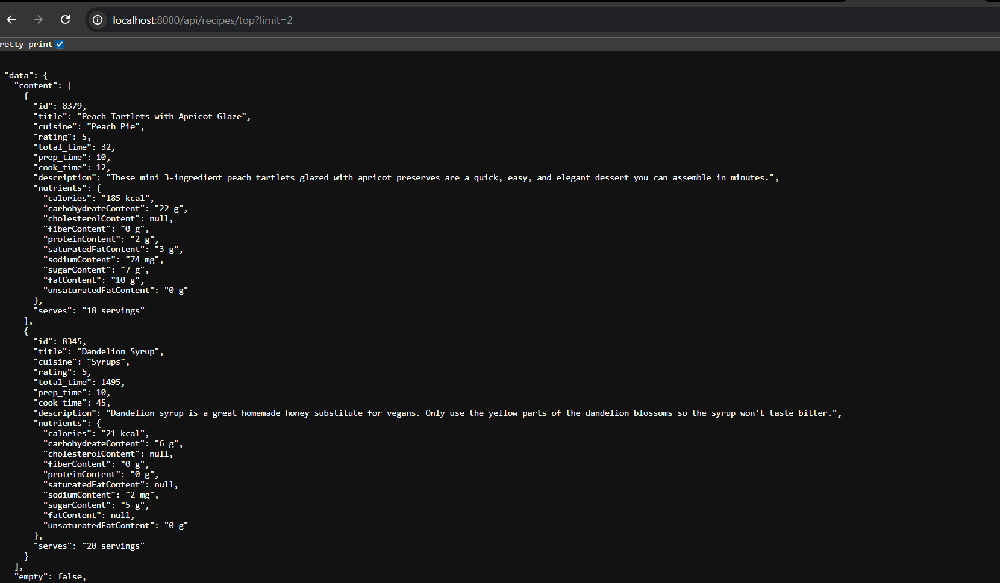 localhost:8080/api/recipes/top?limit=2
retty-print
"data": {
"content": [
{
"id": 8379,
"title": "Peach Tartlets with Apricot Glaze",
"cuisine": "Peach Pie",
"rating": 5,
"total_time": 32,
"prep_time": 10,
"cook_time": 12,
"description": "These mini 3-ingredient peach tartlets glazed with apricot preserves are a quick, easy, and elegant dessert you can assemble in minutes.",
"nutrients": {
"calories": "185 kcal",
"carbohydrateContent": "22 g",
"cholesterolContent": null,
"fiberContent": "0 g",
"proteinContent": "2 g",
"saturatedFatContent": "3 g",
"sodiumContent": "74 mg",
"sugarContent": "7 g",
"fatContent": "10 g",
"unsaturatedFatContent": "0 g"
},
"serves": "18 servings"
},
{
"id": 8345,
"title": "Dandelion Syrup",
"cuisine": "Syrups",
"rating": 5,
"total_time": 1495,
"prep_time": 10,
"cook_time": 45,
"description": "Dandelion syrup is a great homemade honey substitute for vegans. Only use the yellow parts of the dandelion blossoms so the syrup won't taste bitter.",
"nutrients": {
"calories": "21 kcal",
"carbohydrateContent": "6 g",
"cholesterolContent": null,
"fiberContent": "0 g",
"proteinContent": "0 g",
"saturatedFatContent": null,
"sodiumContent": "2 mg",
"sugarContent": "5 g",
"fatContent": null,
"unsaturatedFatContent": "0 g"
},
"serves": "20 servings"
}
],
"empty": false,